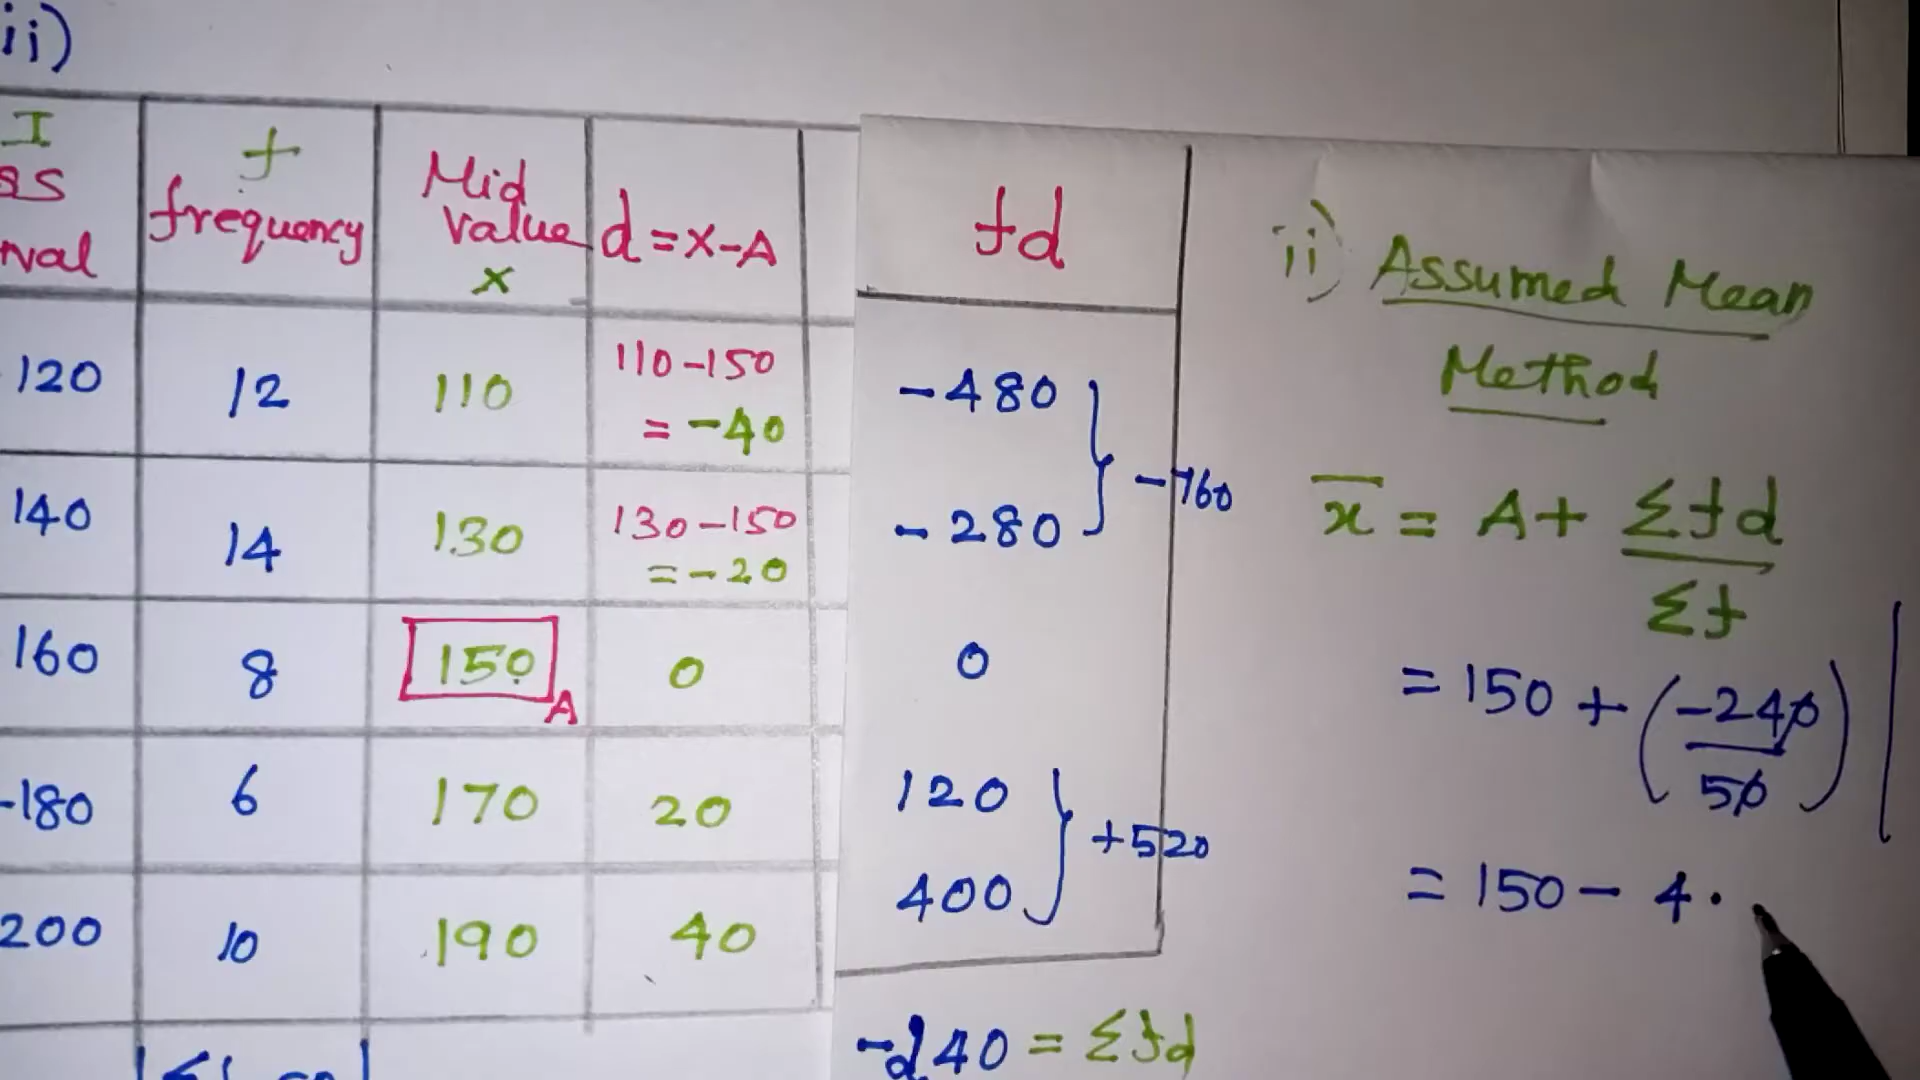 ii)
I
ss
rval
f
frequency
Mid
value
x
d = x-A
fd
120
12
110
110-150
= -40
-480
140
14
130
130-150
= -20
-280
-760
160
8
150
A
0
0
-180
6
170
20
120
+520
200
10
190
40
400
-240 = Σfd
ii) Assumed Mean
Method
x̄ = A + Σfd
Σf
= 150 + (-240
50)
= 150 - 4.